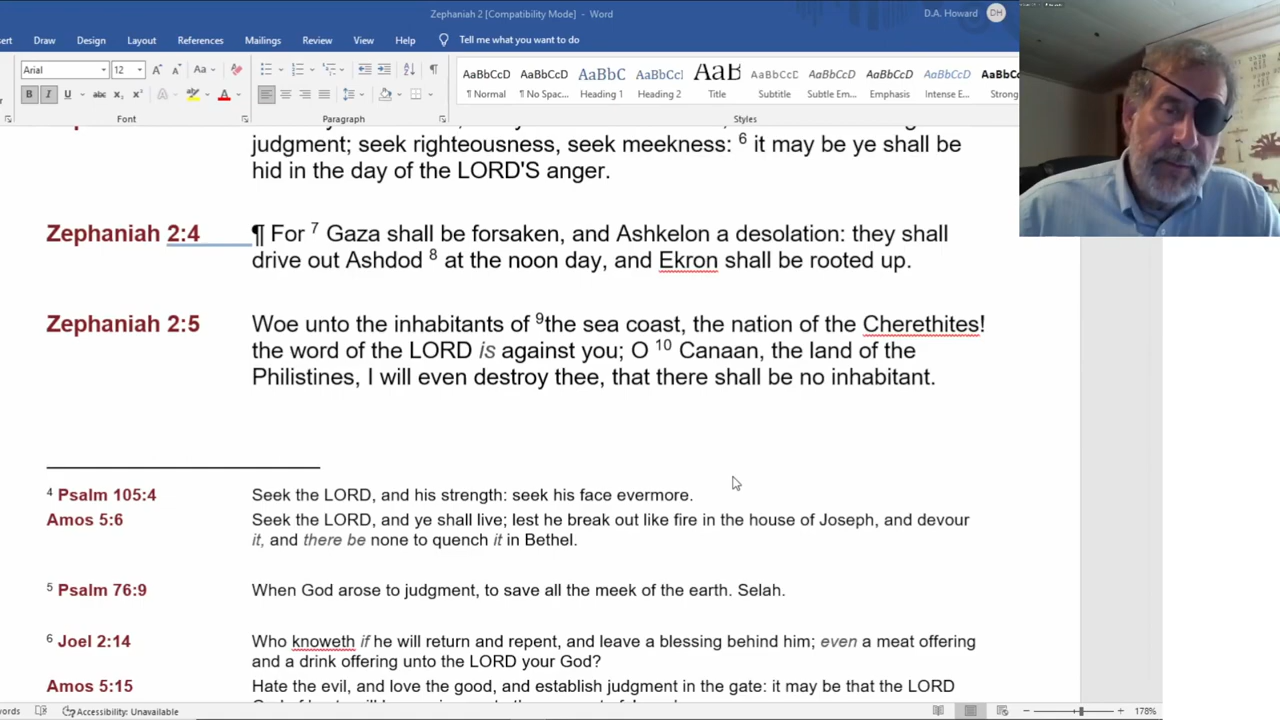 Zephaniah 2 [Compatibility Mode] - Word
D.A. Howard DH
Draw Design Layout References Mailings Review View Help Tell me what you want to do
Arial 12
AaBbCcD AaBbCcD AaBbC AaBbCc AaB AaBbCcD AaBbCcD AaBbCcD AaBbCcD AaBbCc
¶ Normal ¶ No Spac... Heading 1 Heading 2 Title Subtitle Subtle Em... Emphasis Intense E... Strong
Font Paragraph Styles
judgment; seek righteousness, seek meekness: 6 it may be ye shall be
hid in the day of the LORD'S anger.
Zephaniah 2:4 ¶ For 7 Gaza shall be forsaken, and Ashkelon a desolation: they shall
drive out Ashdod 8 at the noon day, and Ekron shall be rooted up.
Zephaniah 2:5 Woe unto the inhabitants of 9the sea coast, the nation of the Cherethites!
the word of the LORD is against you; O 10 Canaan, the land of the
Philistines, I will even destroy thee, that there shall be no inhabitant.
4 Psalm 105:4 Seek the LORD, and his strength: seek his face evermore.
Amos 5:6 Seek the LORD, and ye shall live; lest he break out like fire in the house of Joseph, and devour
it, and there be none to quench it in Bethel.
5 Psalm 76:9 When God arose to judgment, to save all the meek of the earth. Selah.
6 Joel 2:14 Who knoweth if he will return and repent, and leave a blessing behind him; even a meat offering
and a drink offering unto the LORD your God?
Amos 5:15 Hate the evil, and love the good, and establish judgment in the gate: it may be that the LORD
Accessibility: Unavailable 178%